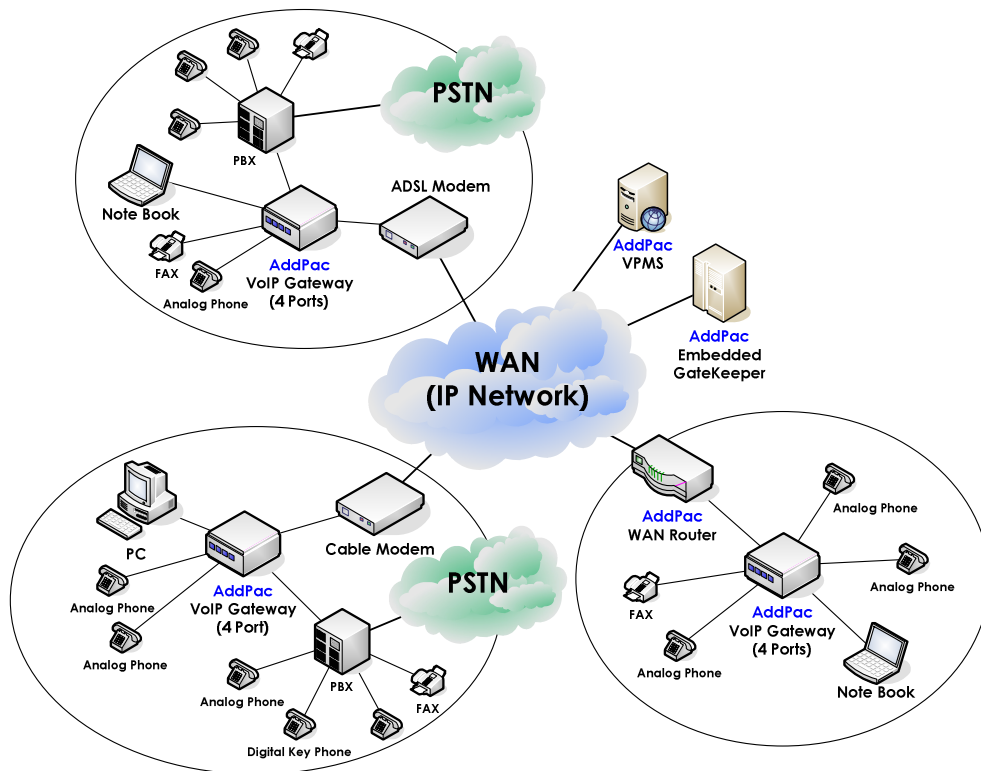 PSTN
PBX
ADSL Modem
Note Book
FAX
AddPac
VoIP Gateway
(4 Ports)
Analog Phone
AddPac
VPMS
AddPac
Embedded
GateKeeper
WAN
(IP Network)
PC
Cable Modem
AddPac
VoIP Gateway
(4 Port)
Analog Phone
Analog Phone
PSTN
PBX
Analog Phone
FAX
Digital Key Phone
AddPac
WAN Router
Analog Phone
Analog Phone
FAX
AddPac
VoIP Gateway
(4 Ports)
Analog Phone
Note Book